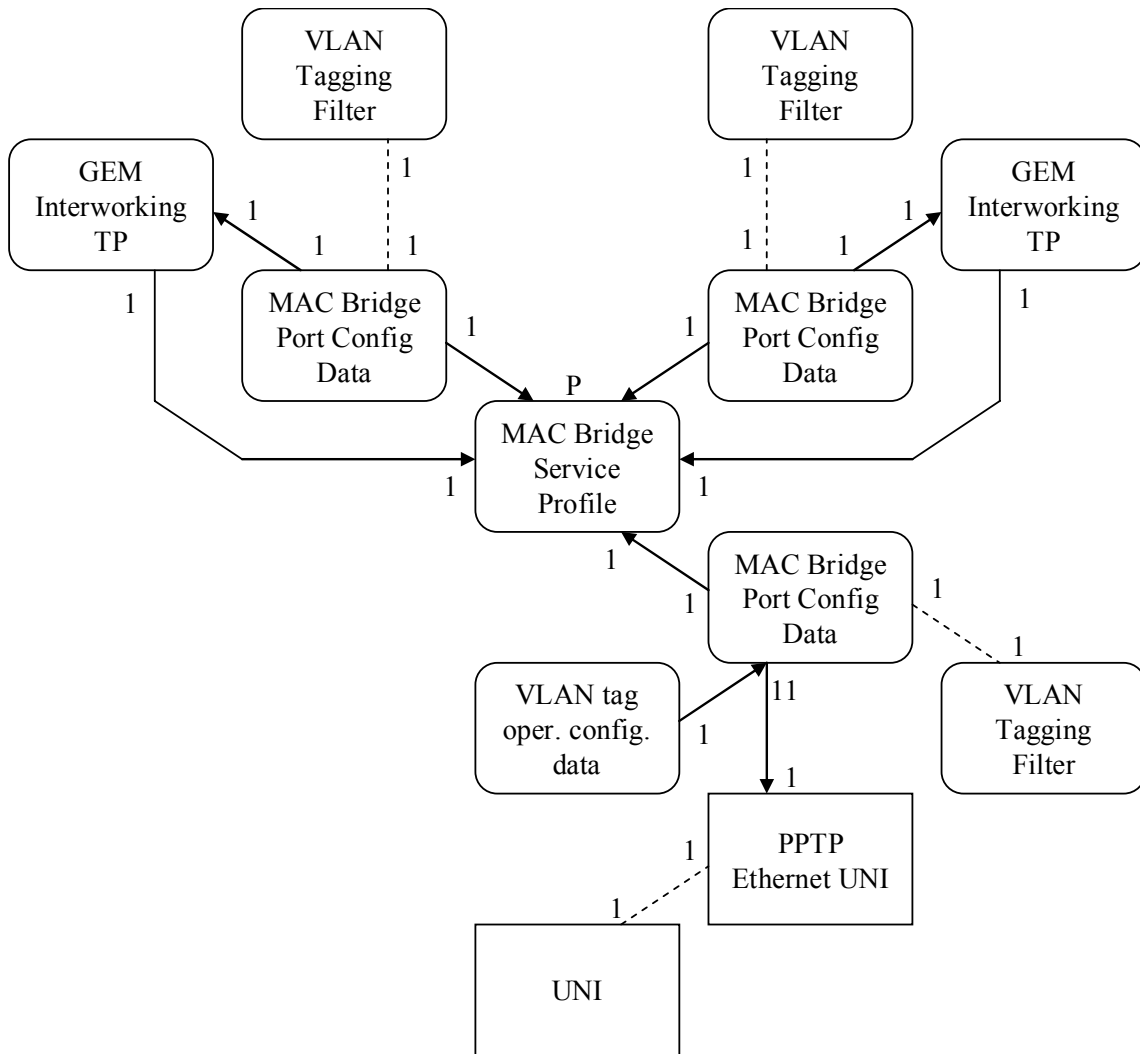 VLAN
Tagging
Filter
VLAN
Tagging
Filter
1
1
GEM
Interworking
TP
GEM
Interworking
TP
1
1
1
1
1
1
1
1
MAC Bridge
Port Config
Data
MAC Bridge
Port Config
Data
1
1
P
MAC Bridge
Service
Profile
1
1
1
1
MAC Bridge
Port Config
Data
1
1
VLAN tag
oper. config.
data
11
1
VLAN
Tagging
Filter
1
PPTP
Ethernet UNI
1
1
UNI